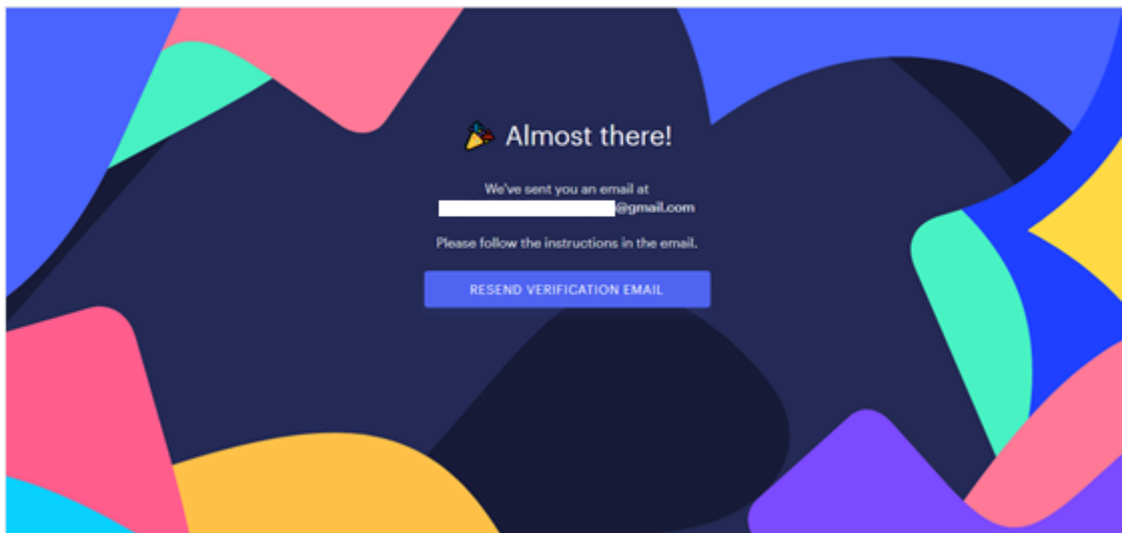 Almost there!
We've sent you an email at
@gmail.com
Please follow the instructions in the email.
RESEND VERIFICATION EMAIL